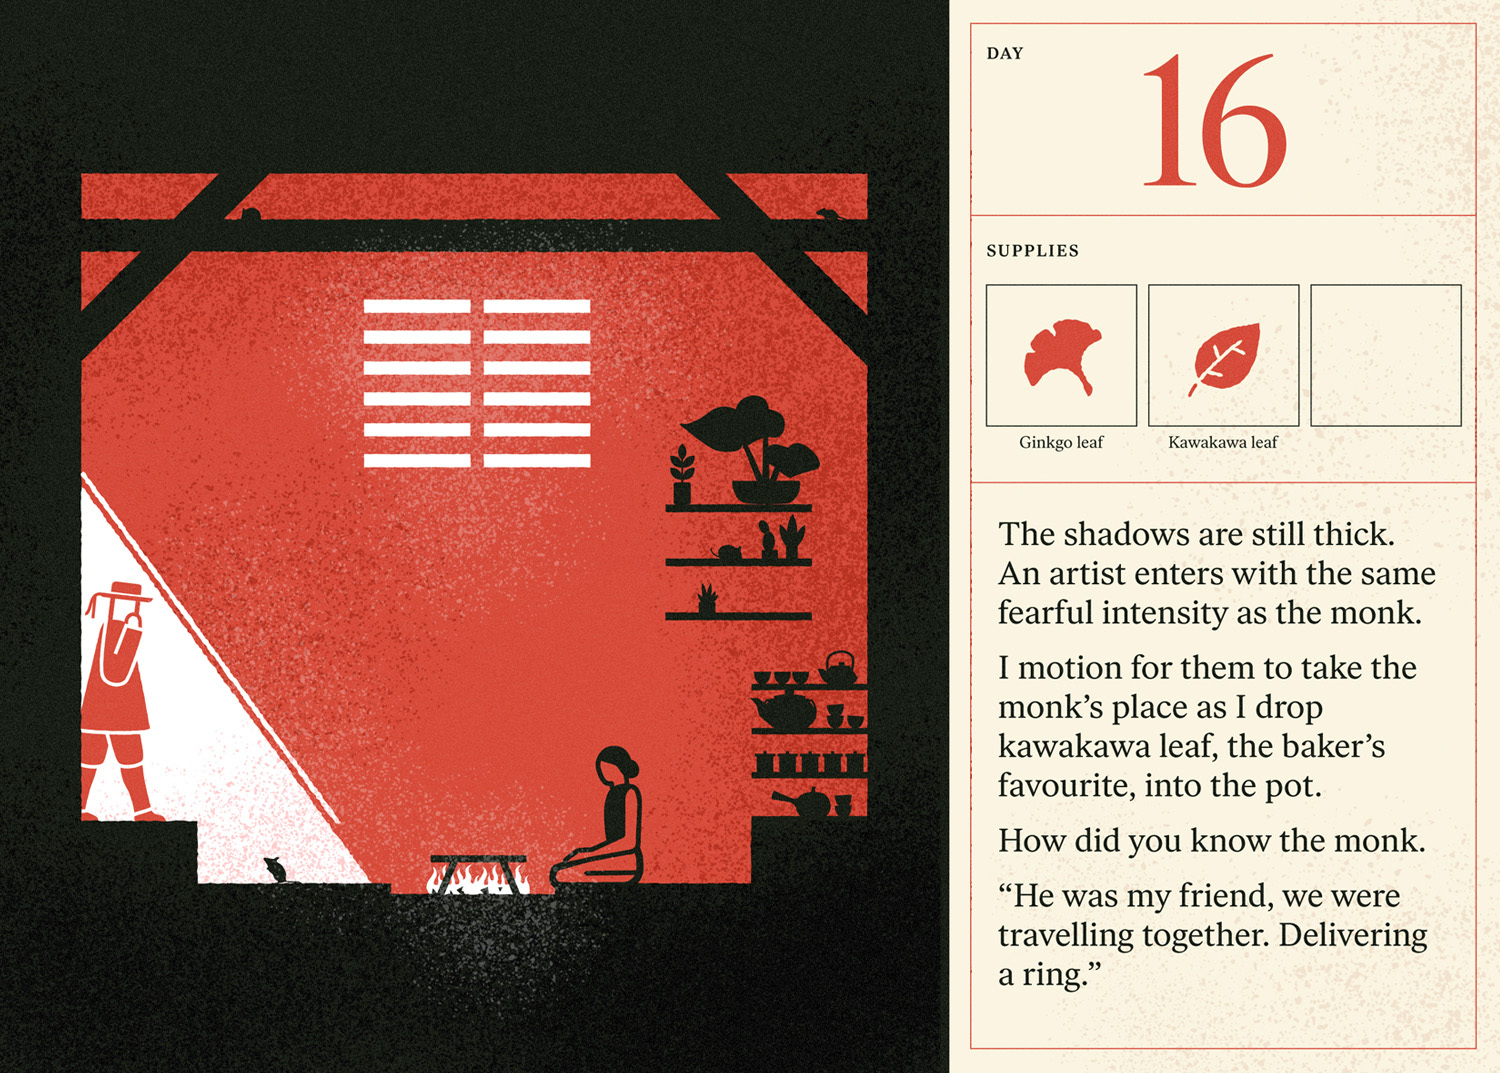 DAY
16
SUPPLIES
Ginkgo leaf
Kawakawa leaf
The shadows are still thick.
An artist enters with the same
fearful intensity as the monk.
I motion for them to take the
monk’s place as I drop
kawakawa leaf, the baker’s
favourite, into the pot.
How did you know the monk.
“He was my friend, we were
travelling together. Delivering
a ring.”